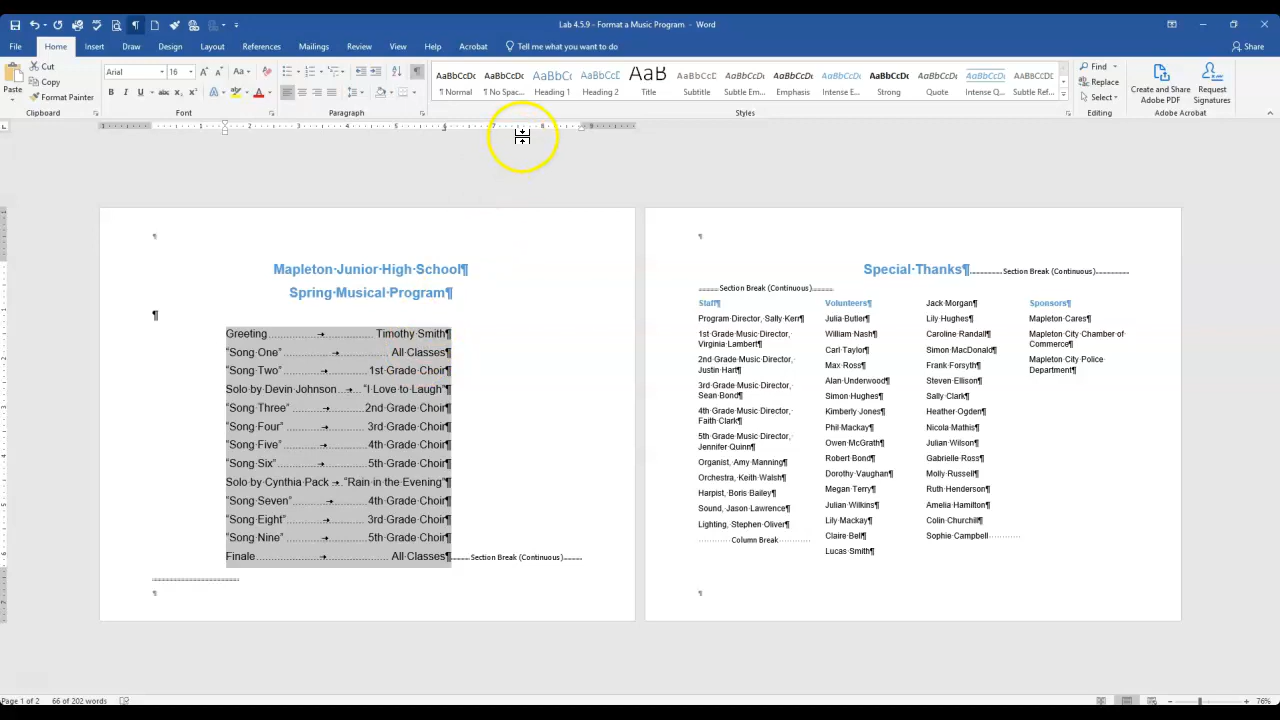 Lab 4.5.9 - Format a Music Program - Word
File Home Insert Draw Design Layout References Mailings Review View Help Acrobat Tell me what you want to do Share
Cut
Copy
Format Painter
Paste
Clipboard
Arial 16
Font
Paragraph
AaBbCcDc AaBbCcDc AaBbCc AaBbCcD AaB AaBbCcD AaBbCcDc AaBbCcDc AaBbCcDc AaBbCcDc AaBbCcDc AaBbCcDc AaBbCcDc
¶ Normal ¶ No Spac... Heading 1 Heading 2 Title Subtitle Subtle Em... Emphasis Intense E... Strong Quote Intense Q... Subtle Ref...
Styles
Find
Replace
Select
Editing
Create and Share
Adobe PDF
Request
Signatures
Adobe Acrobat
Mapleton·Junior·High·School¶
Spring·Musical·Program¶
¶
Greeting → Timothy·Smith¶
"Song·One" → All·Classes¶
"Song·Two" → 1st·Grade·Choir¶
Solo·by·Devin·Johnson → "I·Love·to·Laugh"¶
"Song·Three" → 2nd·Grade·Choir¶
"Song·Four" → 3rd·Grade·Choir¶
"Song·Five" → 4th·Grade·Choir¶
"Song·Six" → 5th·Grade·Choir¶
Solo·by·Cynthia·Pack → "Rain·in·the·Evening"¶
"Song·Seven" → 4th·Grade·Choir¶
"Song·Eight" → 3rd·Grade·Choir¶
"Song·Nine" → 5th·Grade·Choir¶
Finale → All·Classes¶ Section Break (Continuous)
¶
Special·Thanks¶ Section Break (Continuous)
Section Break (Continuous)
Staff¶
Program·Director,·Sally·Kerr¶
1st·Grade·Music·Director,·
Virginia·Lambert¶
2nd·Grade·Music·Director,·
Justin·Hart¶
3rd·Grade·Music·Director,·
Sean·Bond¶
4th·Grade·Music·Director,·
Faith·Clark¶
5th·Grade·Music·Director,·
Jennifer·Quinn¶
Organist,·Amy·Manning¶
Orchestra,·Keith·Walsh¶
Harpist,·Boris·Bailey¶
Sound,·Jason·Lawrence¶
Lighting,·Stephen·Oliver¶
Column Break
Volunteers¶
Julia·Butler¶
William·Nash¶
Carl·Taylor¶
Max·Ross¶
Alan·Underwood¶
Simon·Hughes¶
Kimberly·Jones¶
Phil·Mackay¶
Owen·McGrath¶
Robert·Bond¶
Dorothy·Vaughan¶
Megan·Terry¶
Julian·Wilkins¶
Lily·Mackay¶
Claire·Bell¶
Lucas·Smith¶
Jack·Morgan¶
Lily·Hughes¶
Caroline·Randall¶
Simon·MacDonald¶
Frank·Forsyth¶
Steven·Ellison¶
Sally·Clark¶
Heather·Ogden¶
Nicola·Mathis¶
Julian·Wilson¶
Gabrielle·Ross¶
Molly·Russell¶
Ruth·Henderson¶
Amelia·Hamilton¶
Colin·Churchill¶
Sophie·Campbell
Sponsors¶
Mapleton·Cares¶
Mapleton·City·Chamber·of·
Commerce¶
Mapleton·City·Police·
Department¶
Page 1 of 2 66 of 202 words 76%